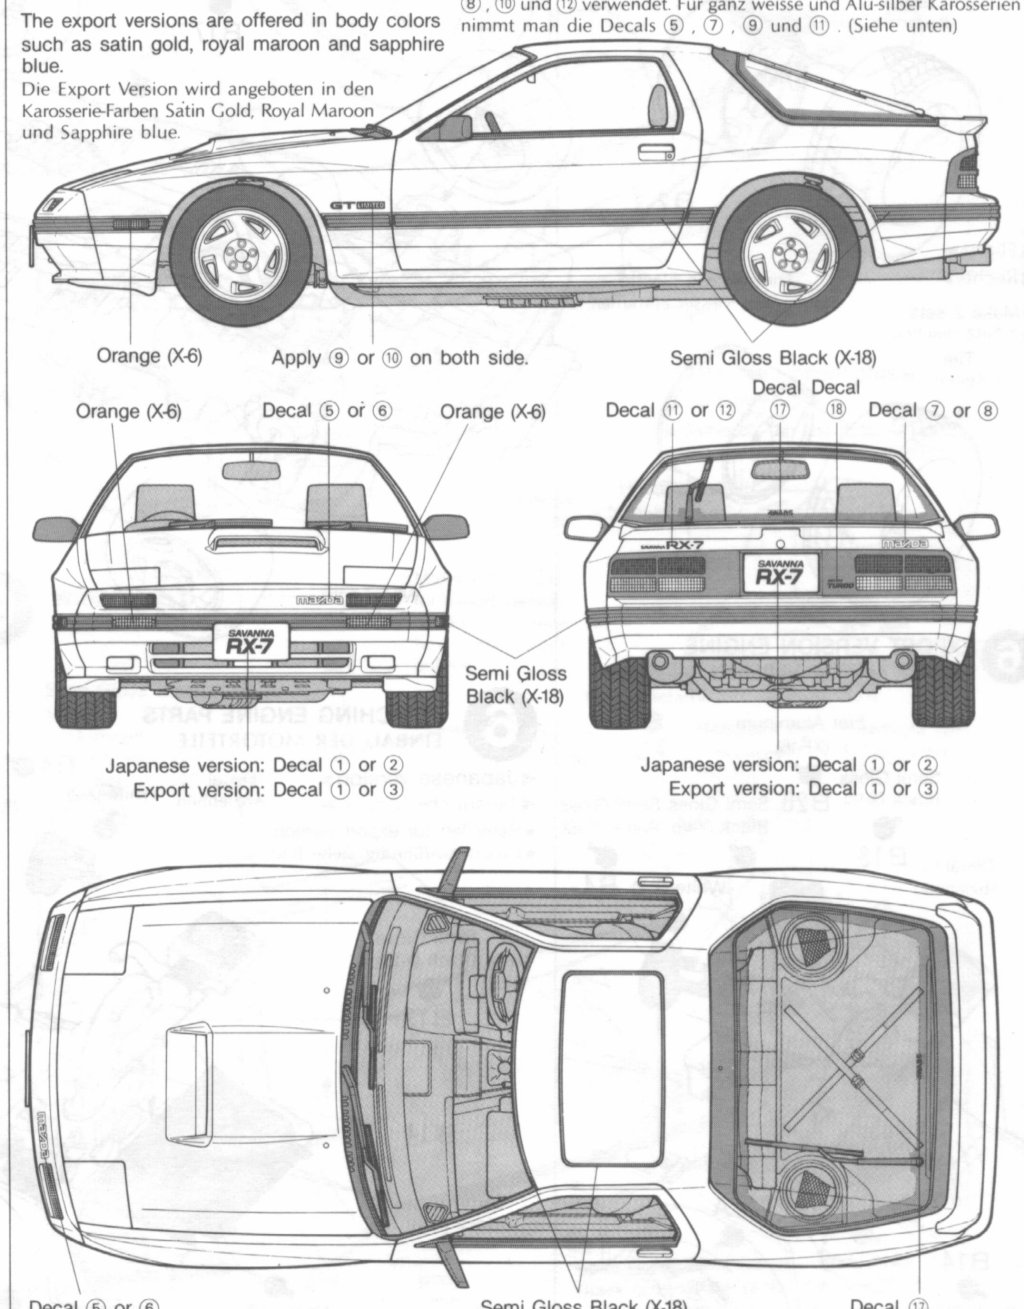 The export versions are offered in body colors
such as satin gold, royal maroon and sapphire
blue.
Die Export Version wird angeboten in den
Karosserie-Farben Satin Gold, Royal Maroon
und Sapphire blue.
⑧ , ⑩ und ⑫ verwendet. Für ganz weisse und Alu-silber Karosserien
nimmt man die Decals ⑤ , ⑦ , ⑨ und ⑪ . (Siehe unten)
GT TURBO
Orange (X-6)
Apply ⑨ or ⑩ on both side.
Semi Gloss Black (X-18)
Orange (X-6)
Decal ⑤ or ⑥
Orange (X-6)
Decal ⑪ or ⑫
Decal ⑰
Decal ⑱
Decal ⑦ or ⑧
mazda
SAVANNA
RX-7
SAVANNA RX-7
mazda
SAVANNA
RX-7
TURBO
Semi Gloss
Black (X-18)
Japanese version: Decal ① or ②
Export version: Decal ① or ③
Japanese version: Decal ① or ②
Export version: Decal ① or ③
mazda
Decal ⑤ or ⑥
Semi Gloss Black (X-18)
Decal ⑰